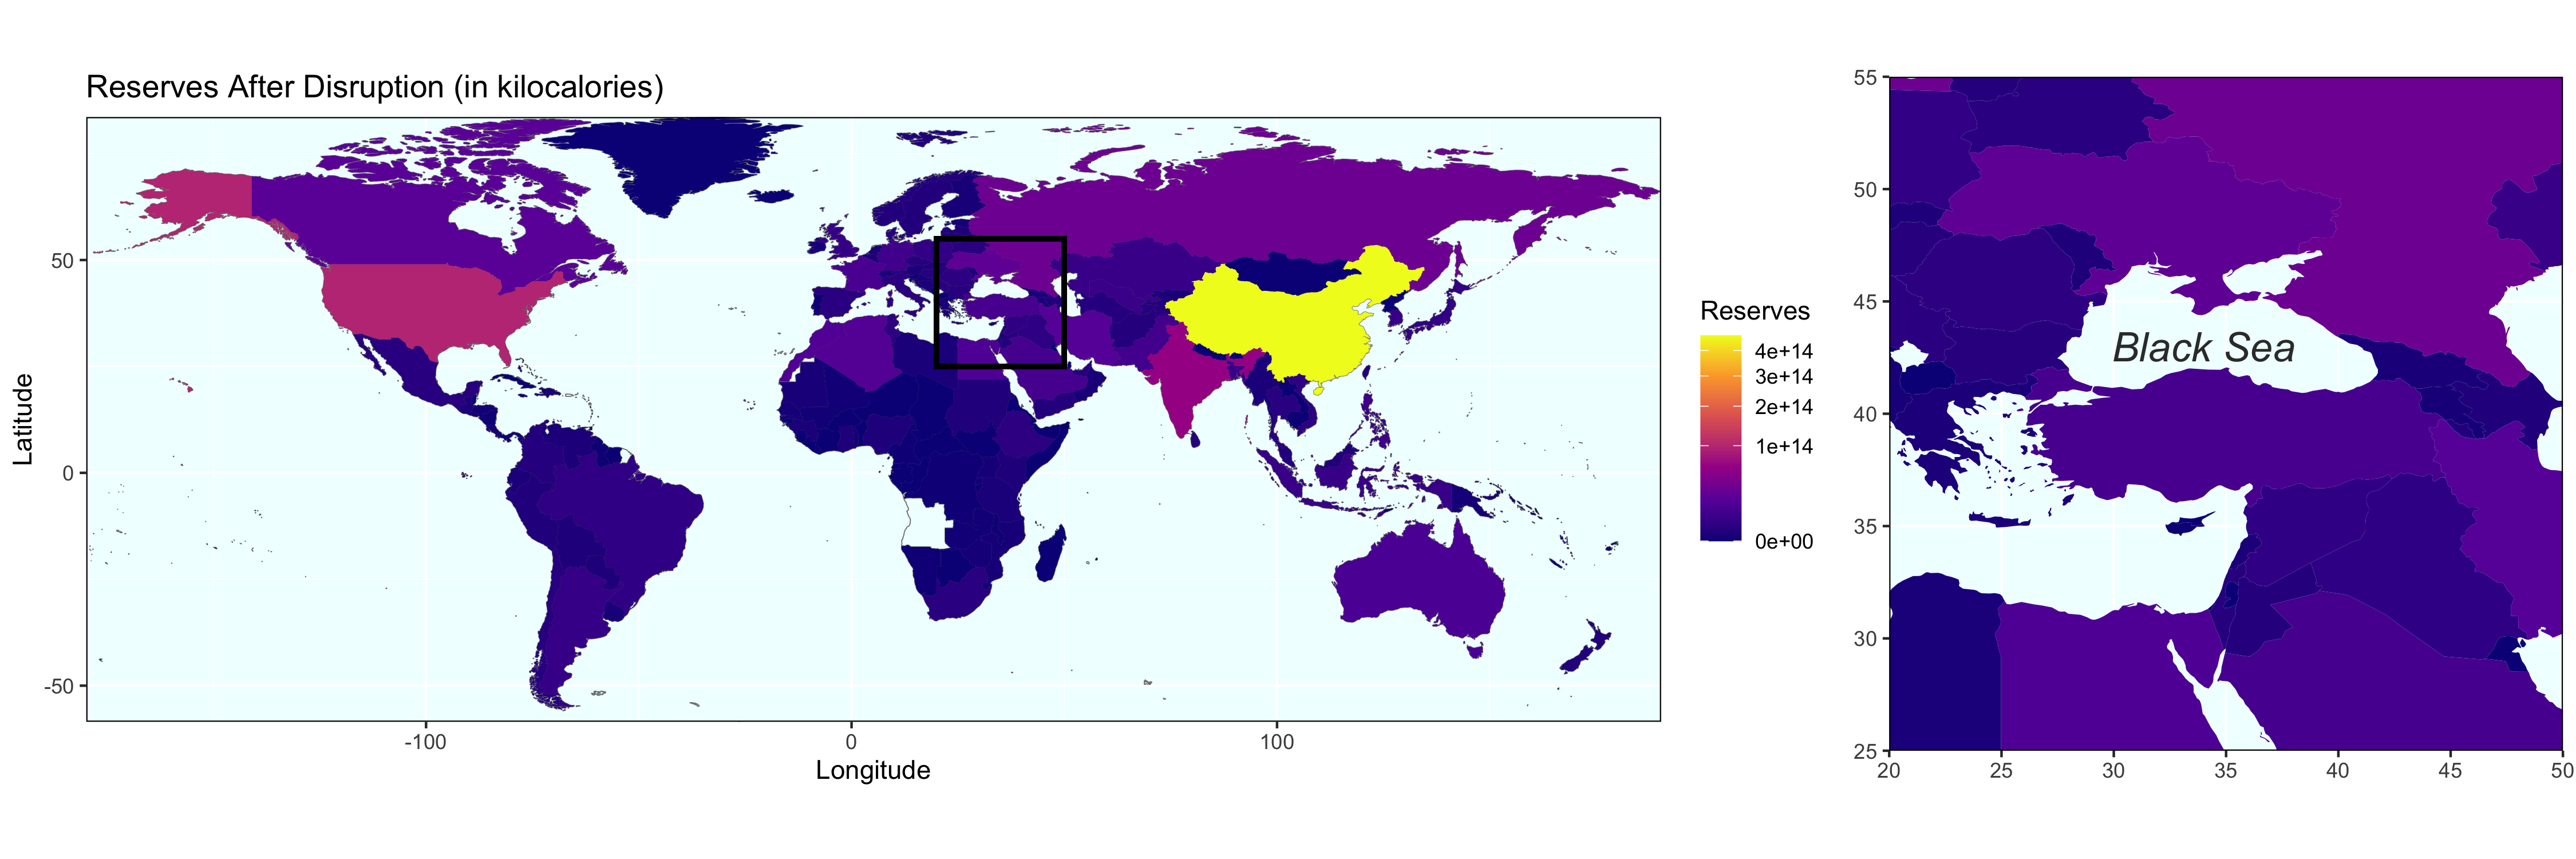 Reserves After Disruption (in kilocalories)
Latitude
50
0
-50
-100
0
100
Longitude
Reserves
4e+14
3e+14
2e+14
1e+14
0e+00
55
50
45
40
35
30
25
Black Sea
20
25
30
35
40
45
50